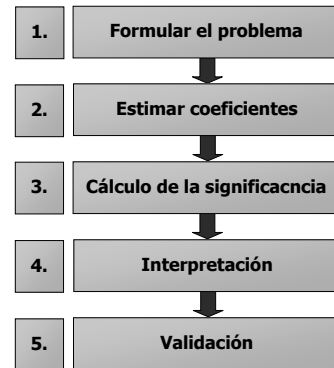 1. Formular el problema
2. Estimar coeficientes
3. Cálculo de la significacncia
4. Interpretación
5. Validación